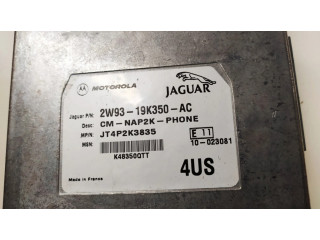 MOTOROLA
JAGUAR
Jaguar P/N: 2W93-19K350-AC
Desc: CM-NAP2K-PHONE
MP/N: JT4P2K3835
MSN: K48350QTT
E 11
10-023081
4US
Made in France